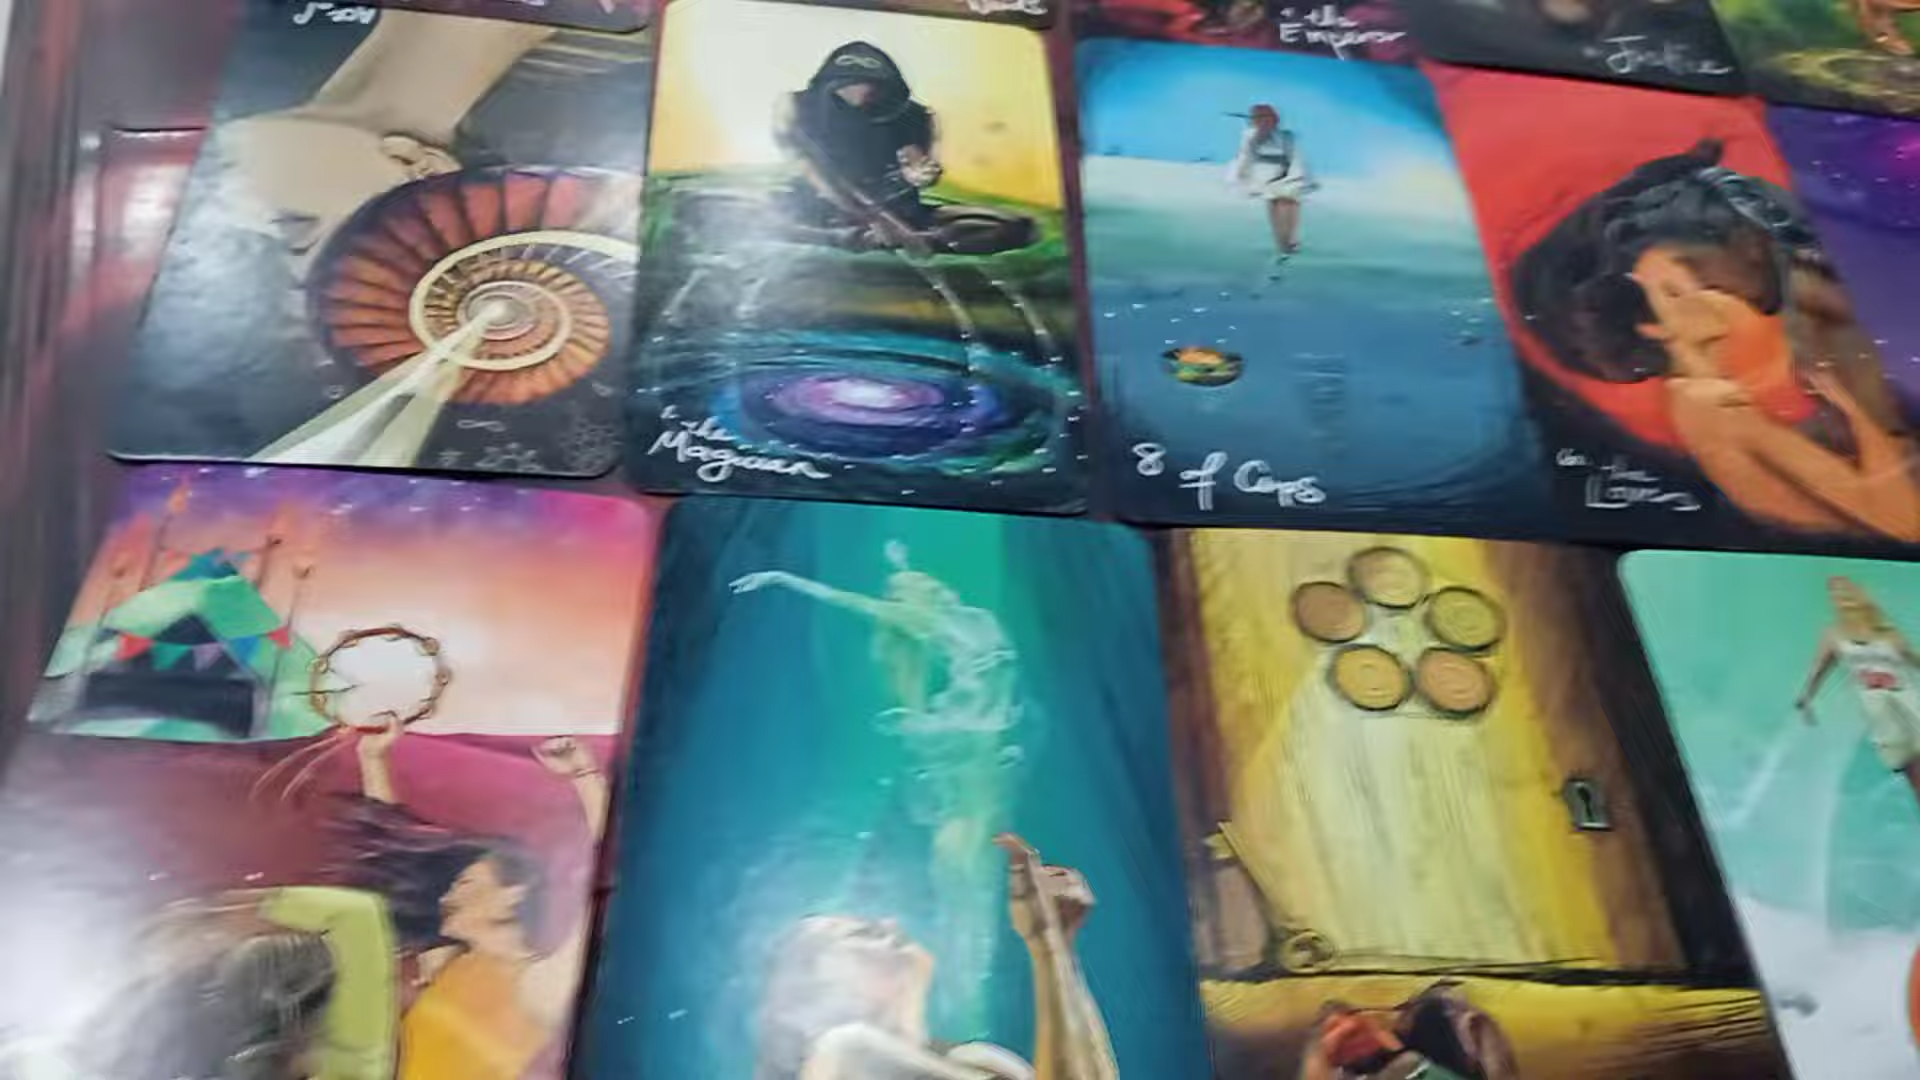 the
Emperor
Justice
the
Magician
8 of Cups
the
Lovers